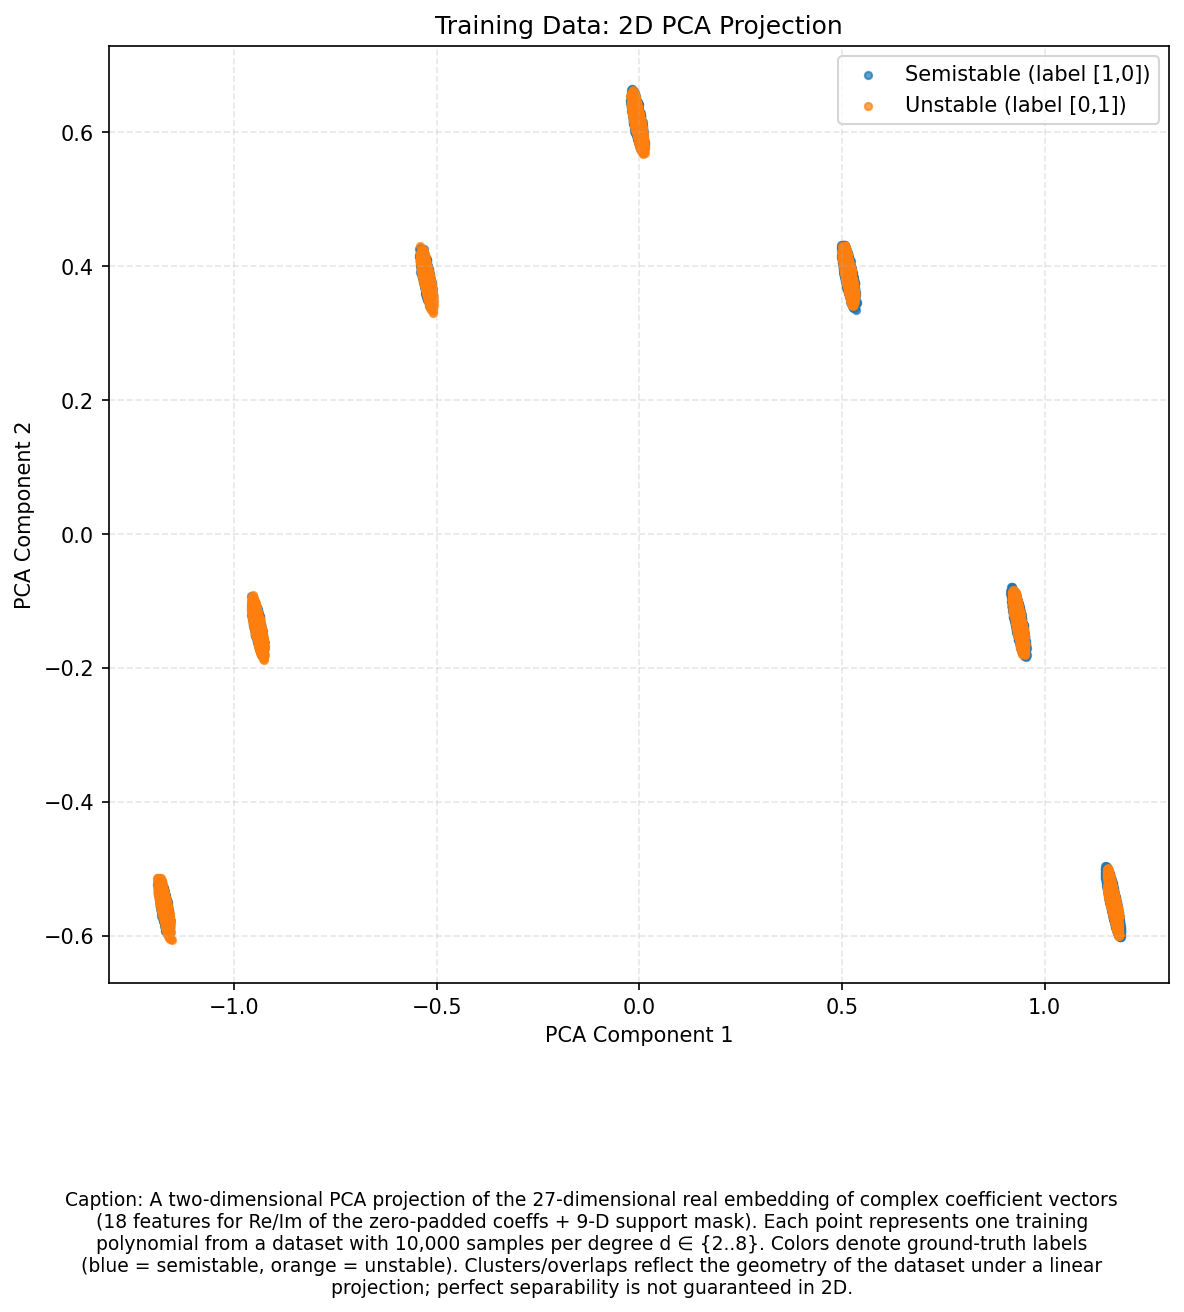 Training Data: 2D PCA Projection
Semistable (label [1,0])
Unstable (label [0,1])
PCA Component 2
0.6
0.4
0.2
0.0
−0.2
−0.4
−0.6
−1.0
−0.5
0.0
0.5
1.0
PCA Component 1
Caption: A two-dimensional PCA projection of the 27-dimensional real embedding of complex coefficient vectors
(18 features for Re/Im of the zero-padded coeffs + 9-D support mask). Each point represents one training
polynomial from a dataset with 10,000 samples per degree d ∈ {2..8}. Colors denote ground-truth labels
(blue = semistable, orange = unstable). Clusters/overlaps reflect the geometry of the dataset under a linear
projection; perfect separability is not guaranteed in 2D.